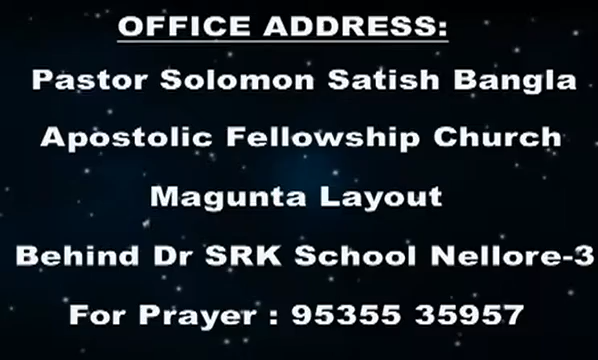 OFFICE ADDRESS:
Pastor Solomon Satish Bangla
Apostolic Fellowship Church
Magunta Layout
Behind Dr SRK School Nellore-3
For Prayer : 95355 35957